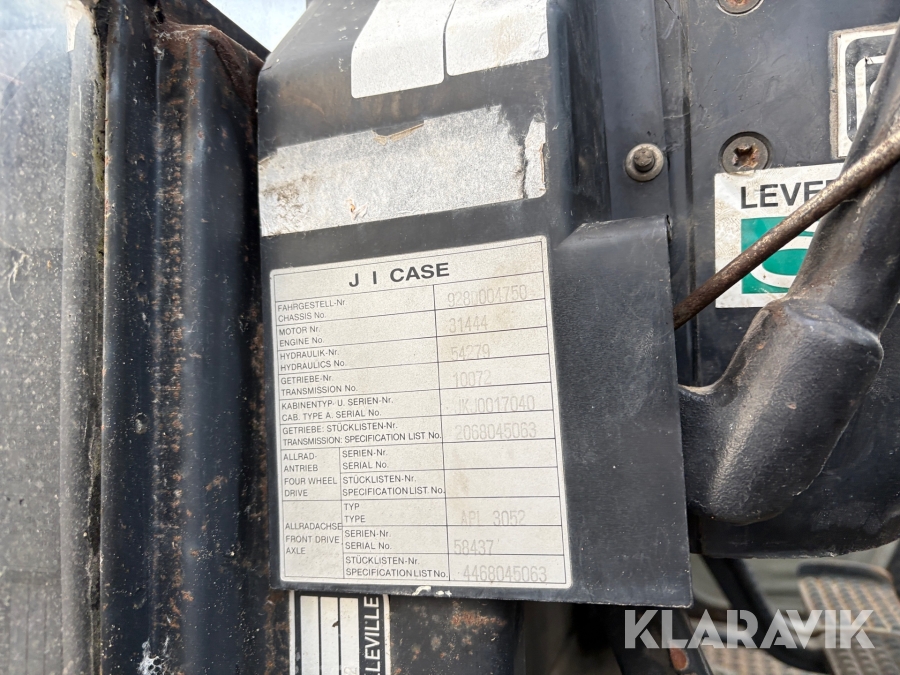 LEVE
J I CASE
FAHRGESTELL-Nr.
CHASSIS No. 9280004750
MOTOR Nr.
ENGINE No. 31444
HYDRAULIK-Nr.
HYDRAULICS No. 54279
GETRIEBE-Nr.
TRANSMISSION No. 10072
KABINENTYP- U. SERIEN-Nr.
CAB. TYPE A. SERIAL No. JKJ0017040
GETRIEBE: STÜCKLISTEN-Nr.
TRANSMISSION: SPECIFICATION LIST No. 2068045063
ALLRAD-
ANTRIEB
FOUR WHEEL
DRIVE
SERIEN-Nr.
SERIAL No.
STÜCKLISTEN-Nr.
SPECIFICATION LIST No.
ALLRADACHSE
FRONT DRIVE
AXLE
TYP
TYPE APL 3052
SERIEN-Nr.
SERIAL No. 58437
STÜCKLISTEN-Nr.
SPECIFICATION LIST No. 4468045063
LLEVILLE
KLARAVIK